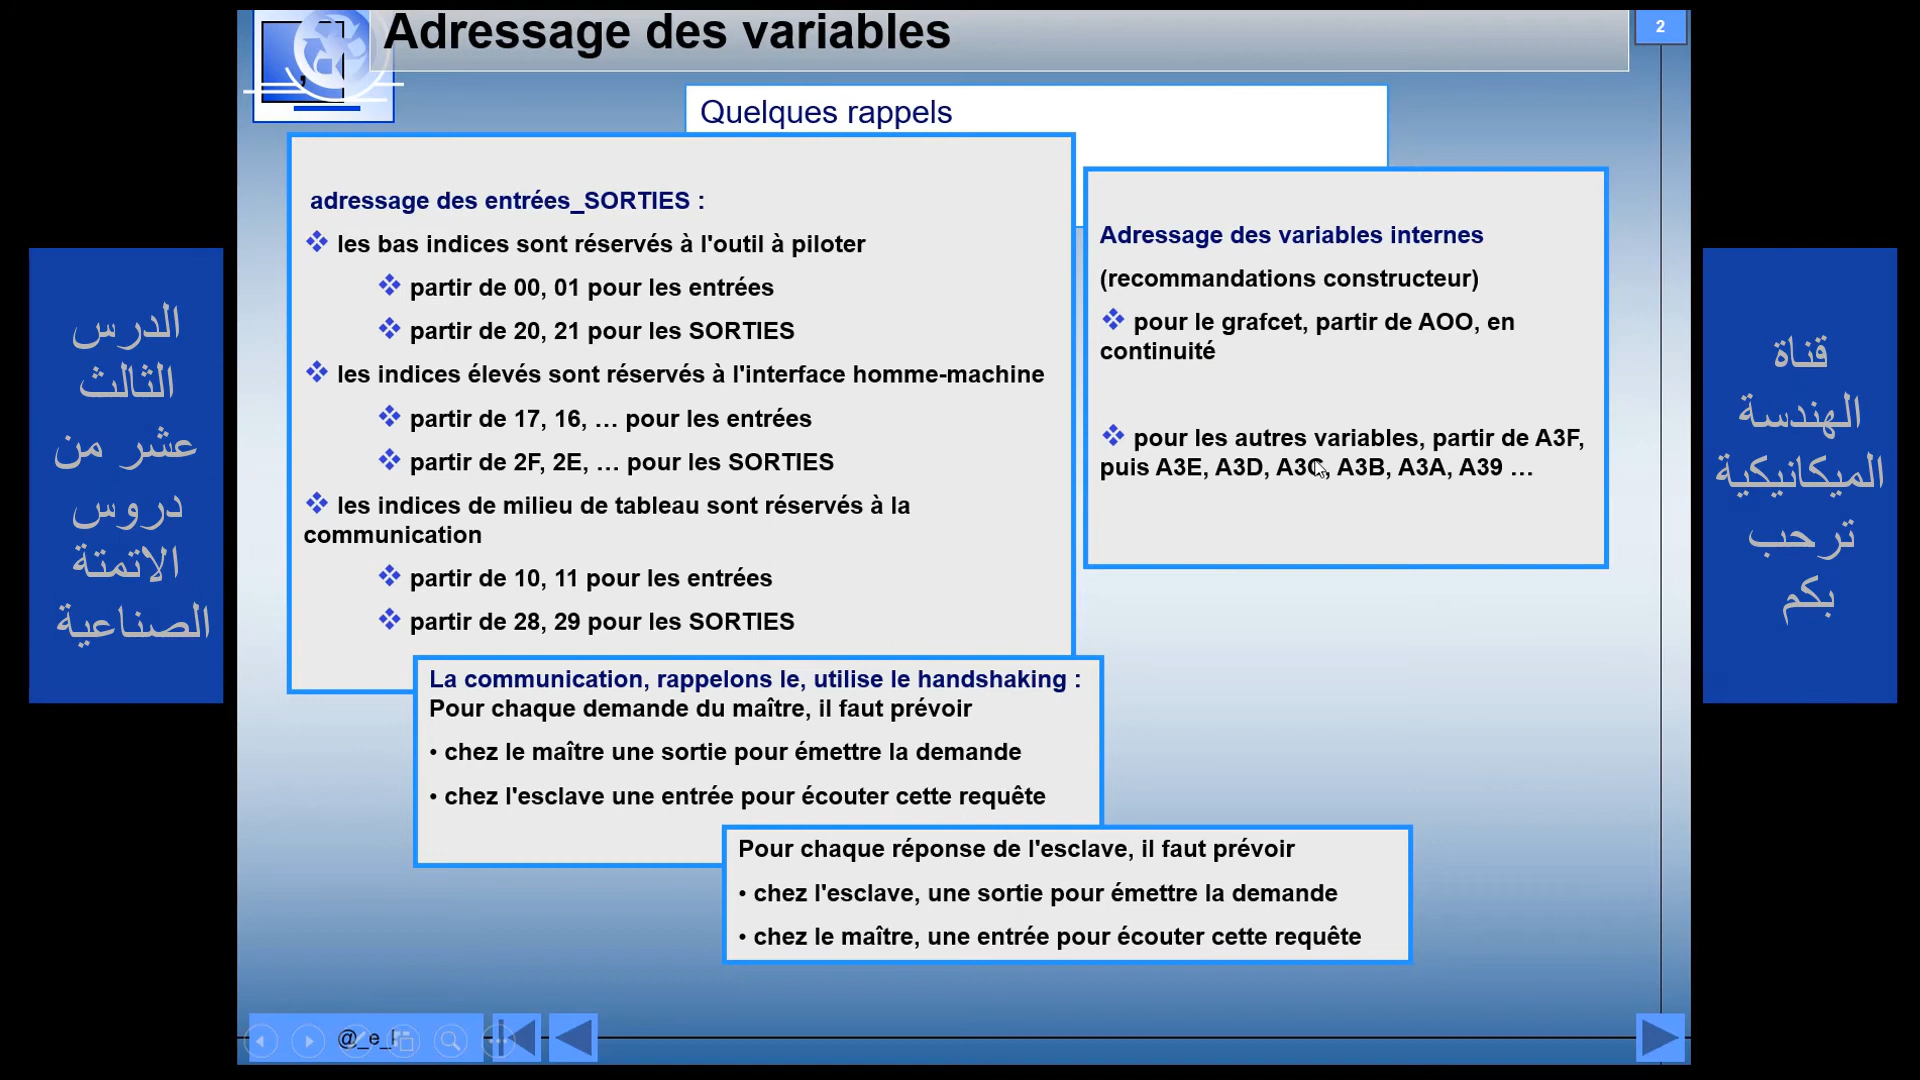 Adressage des variables
2
Quelques rappels
adressage des entrées_SORTIES :
les bas indices sont réservés à l'outil à piloter
partir de 00, 01 pour les entrées
partir de 20, 21 pour les SORTIES
les indices élevés sont réservés à l'interface homme-machine
partir de 17, 16, … pour les entrées
partir de 2F, 2E, … pour les SORTIES
les indices de milieu de tableau sont réservés à la
communication
partir de 10, 11 pour les entrées
partir de 28, 29 pour les SORTIES
Adressage des variables internes
(recommandations constructeur)
pour le grafcet, partir de AOO, en
continuité
pour les autres variables, partir de A3F,
puis A3E, A3D, A3C, A3B, A3A, A39 …
La communication, rappelons le, utilise le handshaking :
Pour chaque demande du maître, il faut prévoir
• chez le maître une sortie pour émettre la demande
• chez l'esclave une entrée pour écouter cette requête
Pour chaque réponse de l'esclave, il faut prévoir
• chez l'esclave, une sortie pour émettre la demande
• chez le maître, une entrée pour écouter cette requête
الدرس
الثالث
عشر من
دروس
الاتمتة
الصناعية
قناة
الهندسة
الميكانيكية
ترحب
بكم